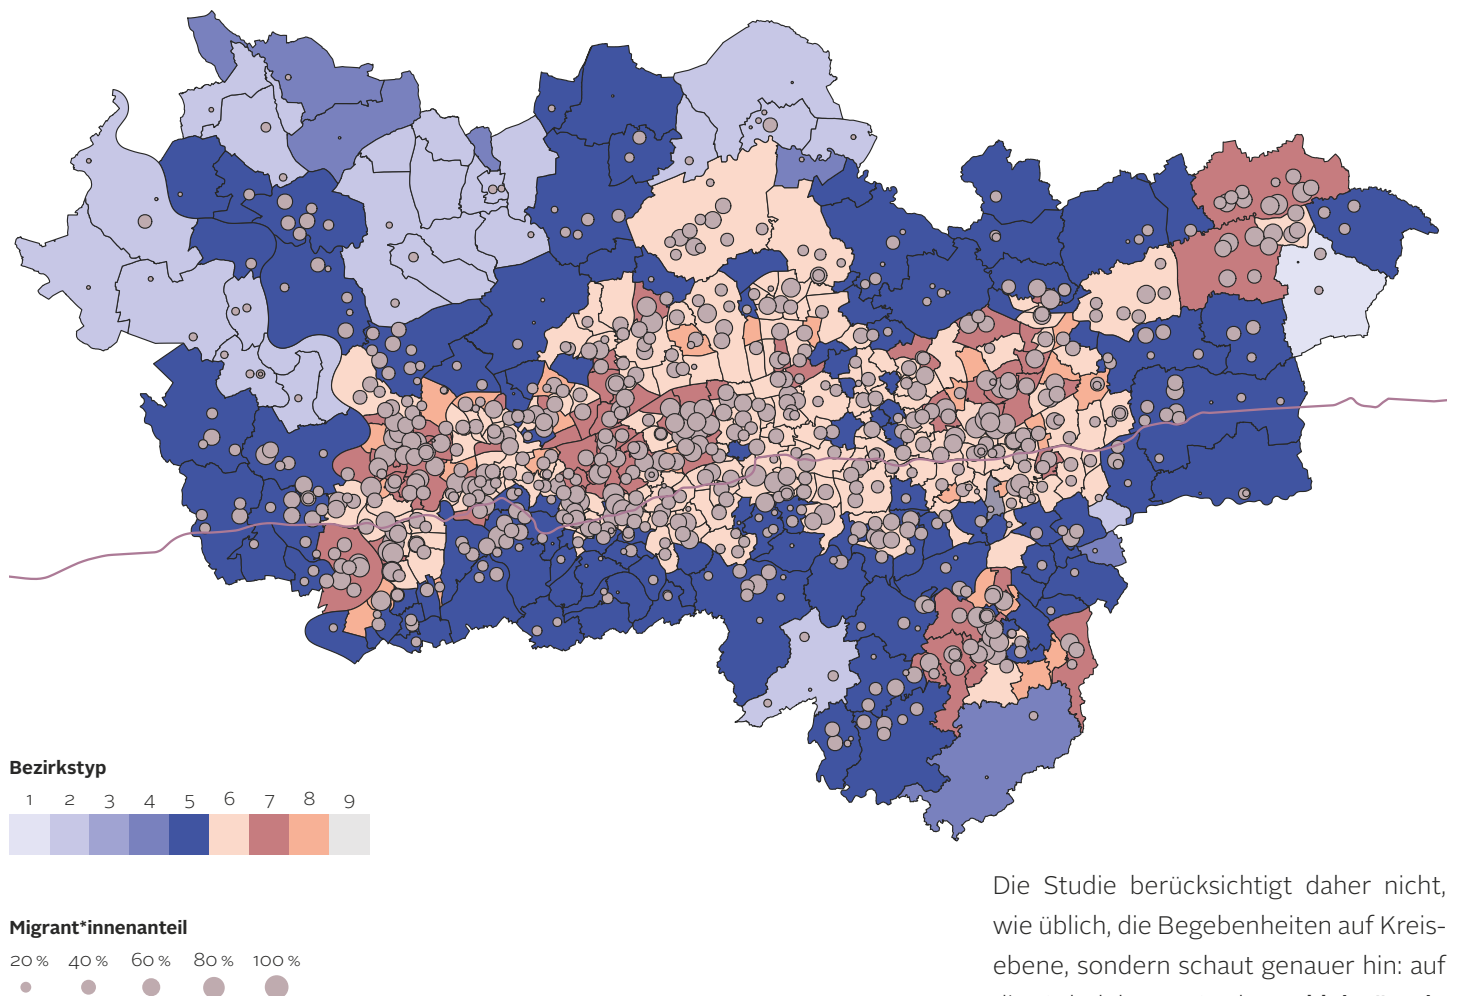 Bezirkstyp
1 2 3 4 5 6 7 8 9
Migrant*innenanteil
20 % 40 % 60 % 80 % 100 %
Die Studie berücksichtigt daher nicht,
wie üblich, die Begebenheiten auf Kreis-
ebene, sondern schaut genauer hin: auf